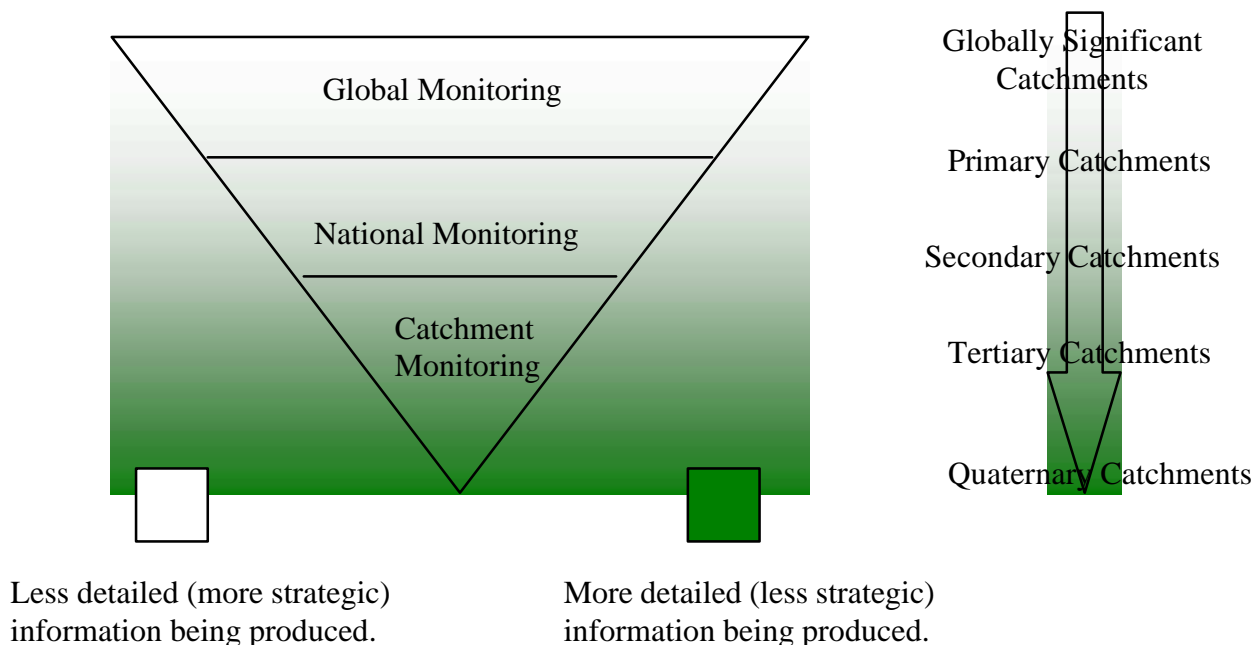 Global Monitoring
National Monitoring
Catchment
Monitoring
Globally Significant
Catchments
Primary Catchments
Secondary Catchments
Tertiary Catchments
Quaternary Catchments
Less detailed (more strategic)
information being produced.
More detailed (less strategic)
information being produced.